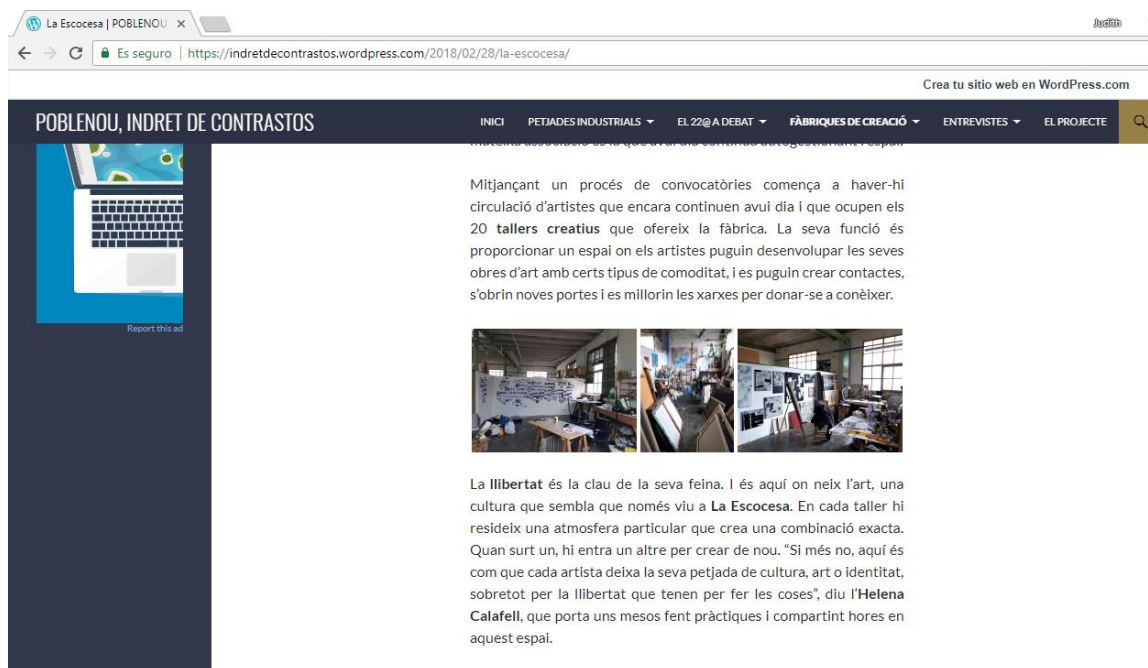 La Escocesa | POBLENOU
Judith
Es seguro | https://indretdecontrastos.wordpress.com/2018/02/28/la-escocesa/
Crea tu sitio web en WordPress.com
POBLENOU, INDRET DE CONTRASTOS
INICI PETJADES INDUSTRIALS EL 22@ A DEBAT FÀBRIQUES DE CREACIÓ ENTREVISTES EL PROJECTE
mateixa associació és la que avui dia continua autogestionant l'espai.
Mitjançant un procés de convocatòries comença a haver-hi
circulació d'artistes que encara continuen avui dia i que ocupen els
20 tallers creatius que ofereix la fàbrica. La seva funció és
proporcionar un espai on els artistes puguin desenvolupar les seves
obres d'art amb certs tipus de comoditat, i es puguin crear contactes,
s'obrin noves portes i es millorin les xarxes per donar-se a conèixer.
Report this ad
La llibertat és la clau de la seva feina. I és aquí on neix l'art, una
cultura que sembla que només viu a La Escocesa. En cada taller hi
resideix una atmosfera particular que crea una combinació exacta.
Quan surt un, hi entra un altre per crear de nou. “Si més no, aquí és
com que cada artista deixa la seva petjada de cultura, art o identitat,
sobretot per la llibertat que tenen per fer les coses”, diu l'Helena
Calafell, que porta uns mesos fent pràctiques i compartint hores en
aquest espai.